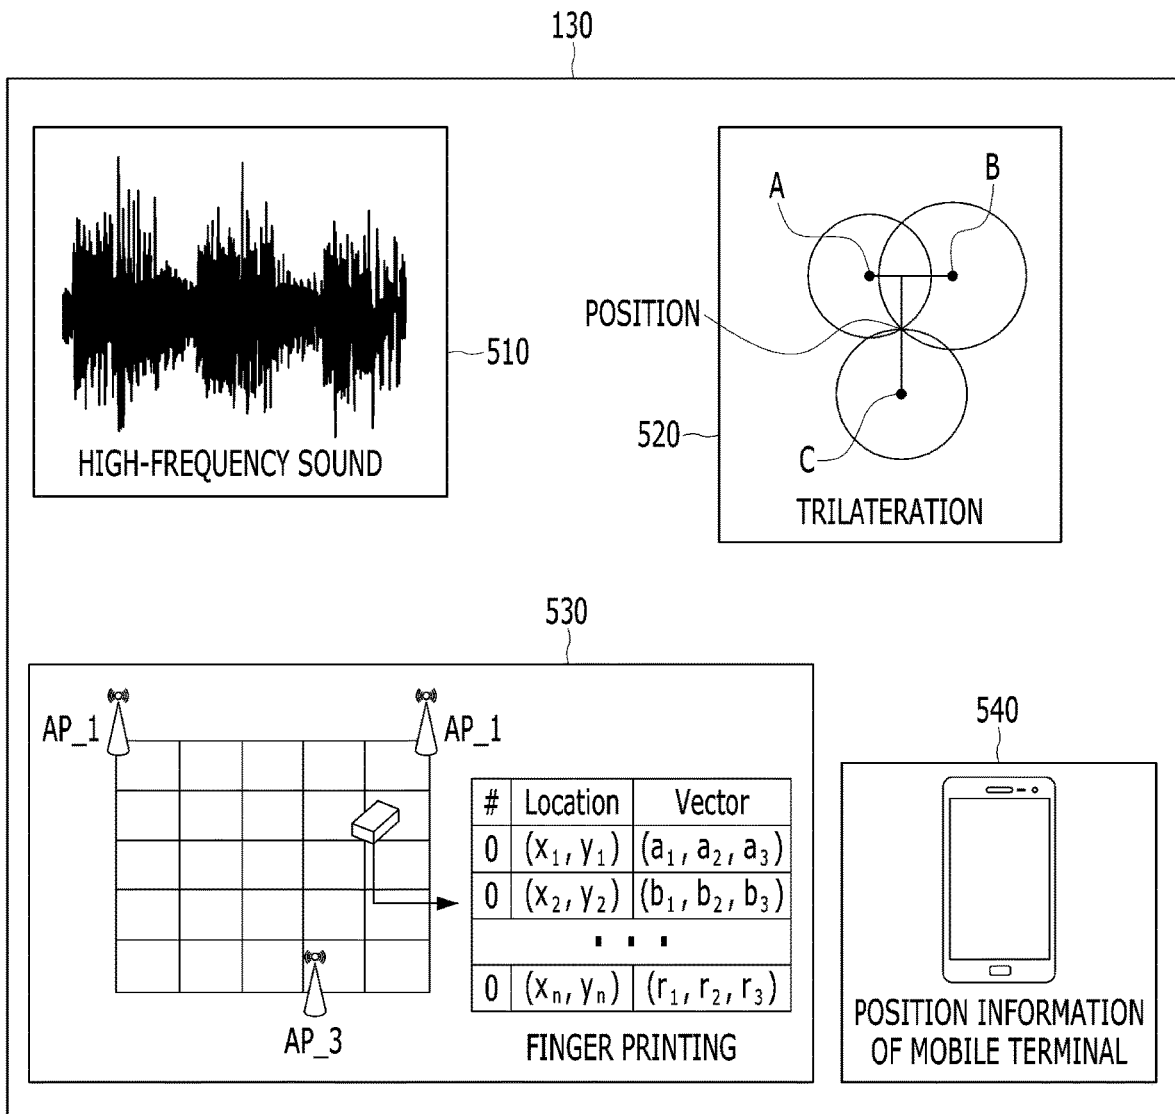 130
510
HIGH-FREQUENCY SOUND
A
B
POSITION
520
C
TRILATERATION
530
AP_1
AP_1
# Location Vector
0 (x₁, y₁) (a₁, a₂, a₃)
0 (x₂, y₂) (b₁, b₂, b₃)
. . .
0 (xₙ, yₙ) (r₁, r₂, r₃)
AP_3
FINGER PRINTING
540
POSITION INFORMATION
OF MOBILE TERMINAL